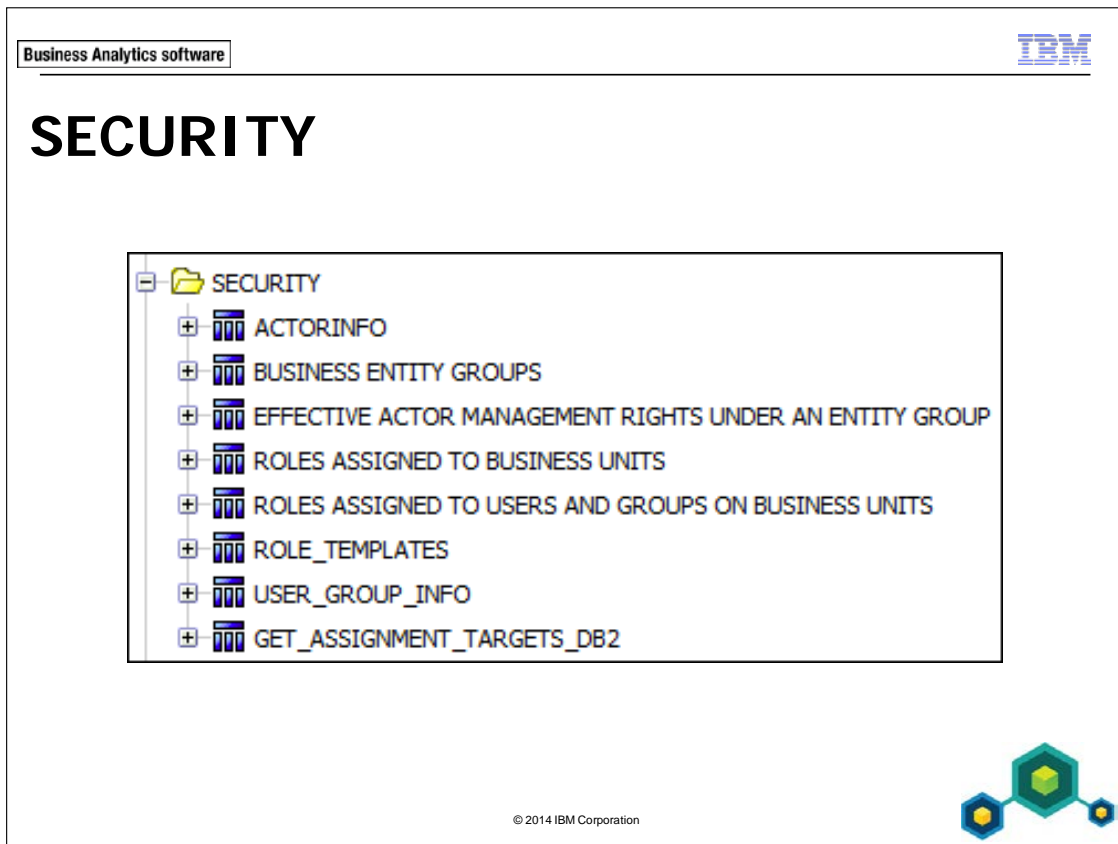 Business Analytics software
IBM
SECURITY
SECURITY
ACTORINFO
BUSINESS ENTITY GROUPS
EFFECTIVE ACTOR MANAGEMENT RIGHTS UNDER AN ENTITY GROUP
ROLES ASSIGNED TO BUSINESS UNITS
ROLES ASSIGNED TO USERS AND GROUPS ON BUSINESS UNITS
ROLE_TEMPLATES
USER_GROUP_INFO
GET_ASSIGNMENT_TARGETS_DB2
© 2014 IBM Corporation